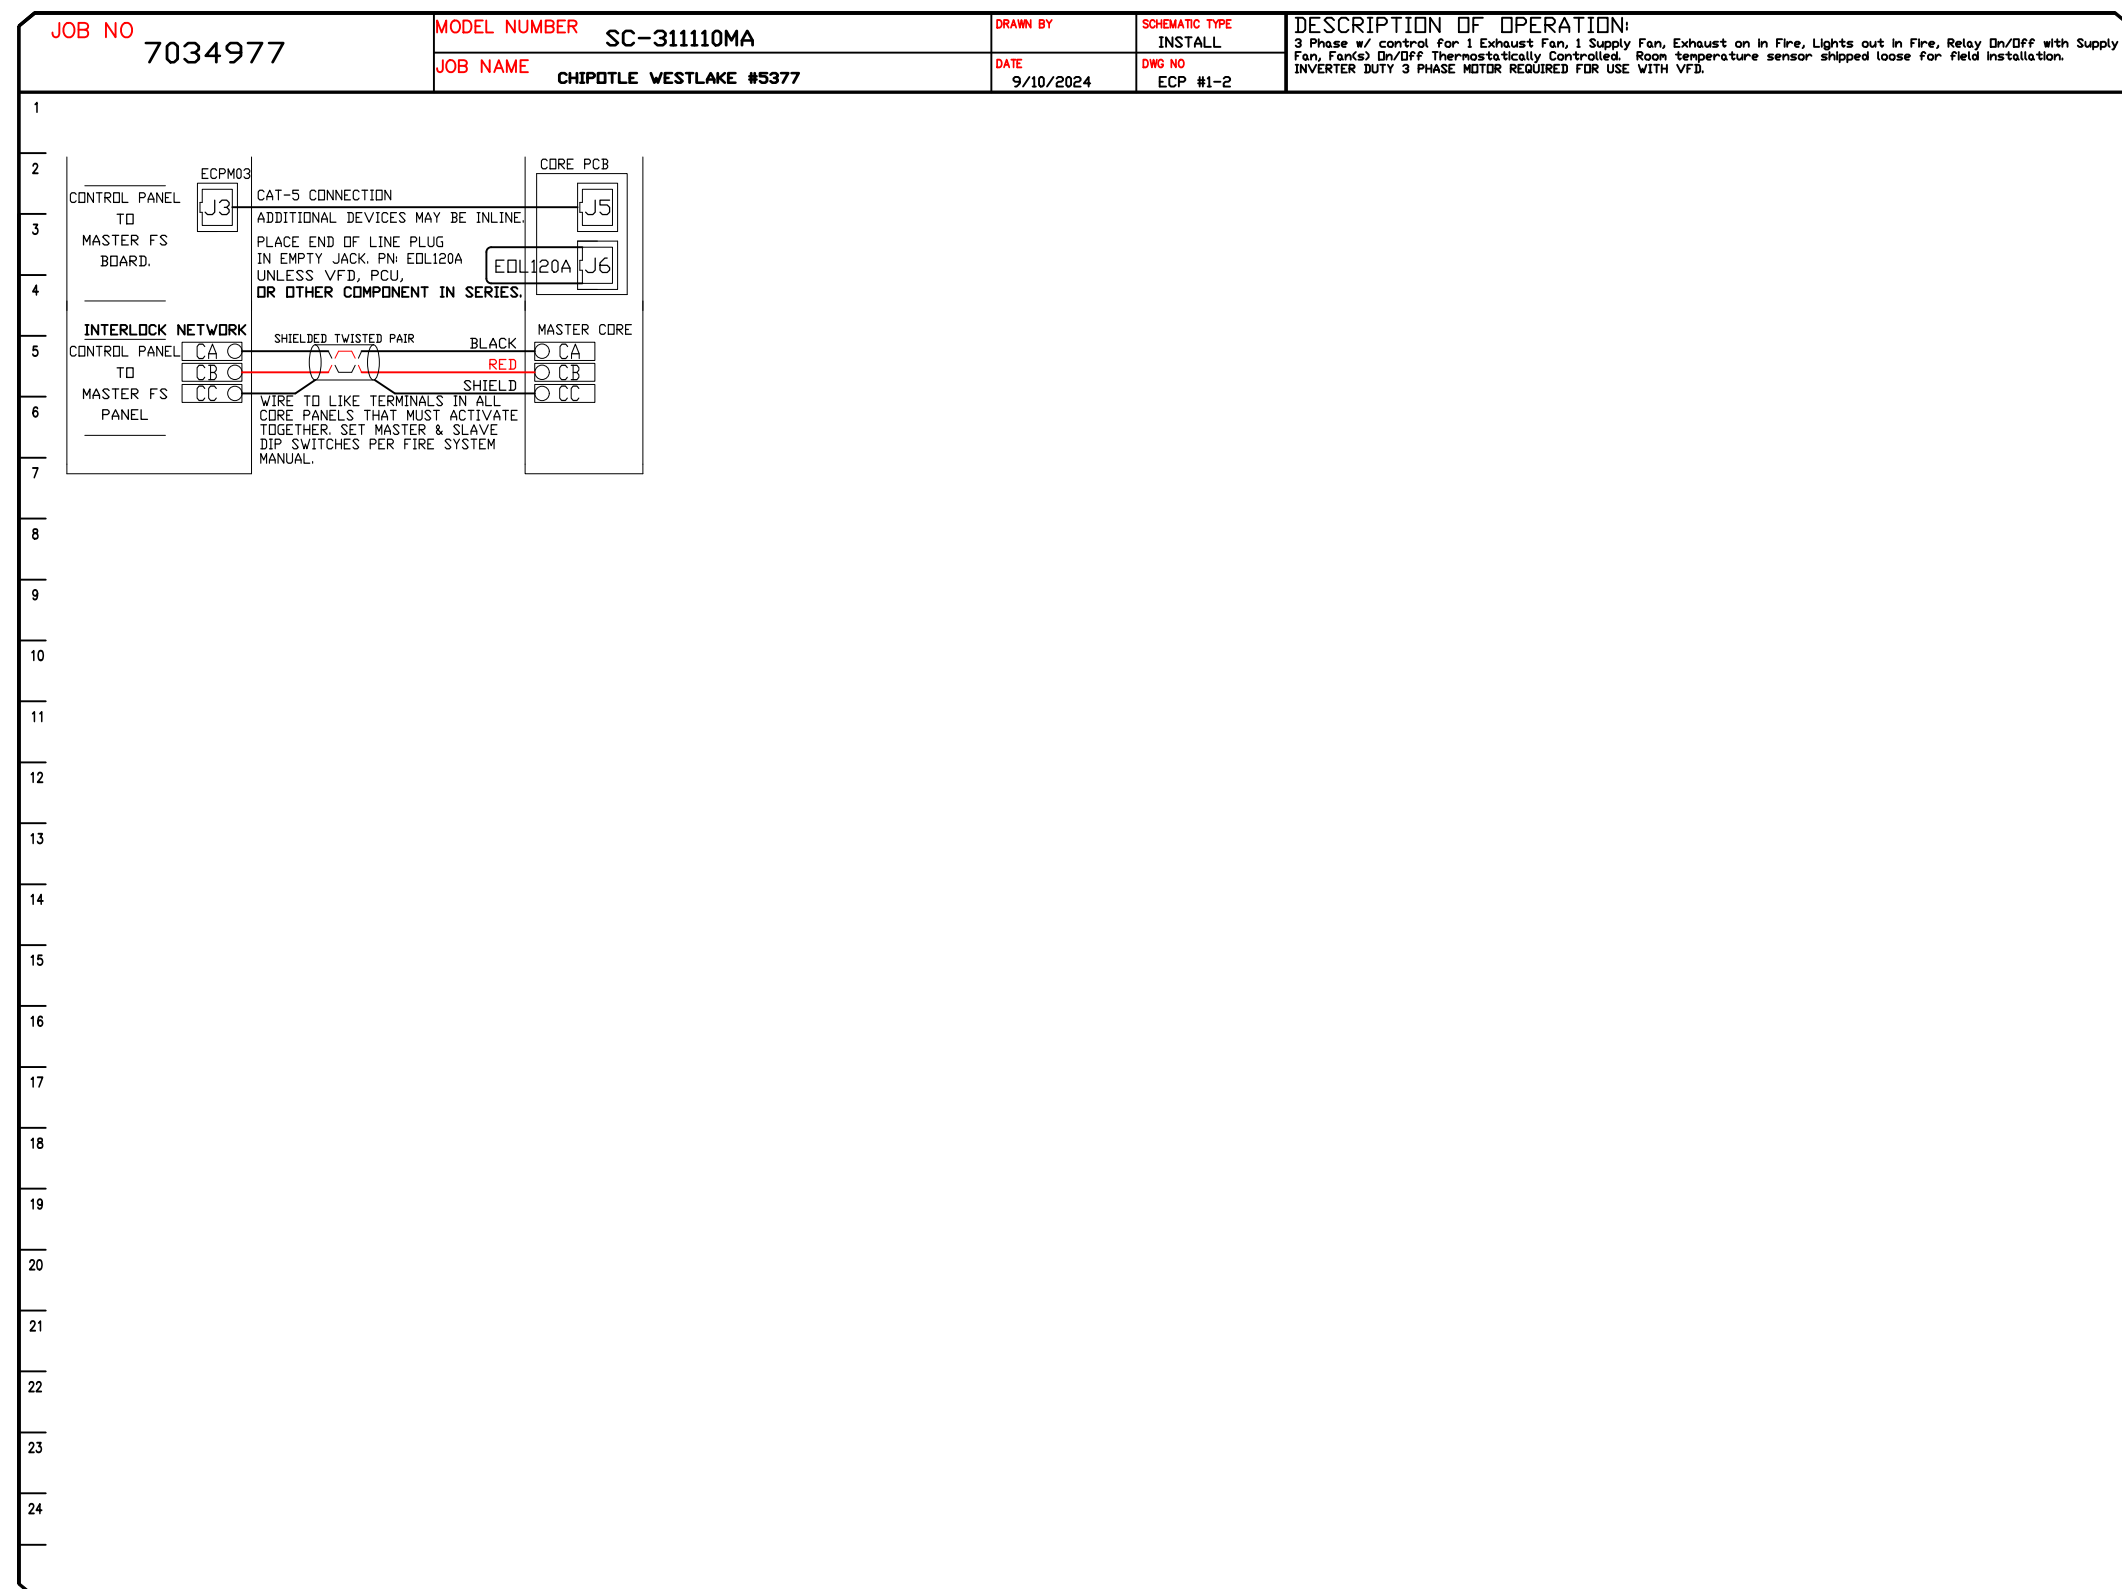 JOB NO
7034977
MODEL NUMBER
SC-311110MA
JOB NAME
CHIPOTLE WESTLAKE #5377
DRAWN BY
DATE
9/10/2024
SCHEMATIC TYPE
INSTALL
DWG NO
ECP #1-2
DESCRIPTION OF OPERATION:
3 Phase w/ control for 1 Exhaust Fan, 1 Supply Fan, Exhaust on in Fire, Lights out in Fire, Relay On/Off with Supply
Fan, Fan(s) On/Off Thermostatically Controlled. Room temperature sensor shipped loose for field installation.
INVERTER DUTY 3 PHASE MOTOR REQUIRED FOR USE WITH VFD.
1
2
3
4
5
6
7
8
9
10
11
12
13
14
15
16
17
18
19
20
21
22
23
24
CONTROL PANEL
TO
MASTER FS
BOARD.
ECPM03
J3
CAT-5 CONNECTION
ADDITIONAL DEVICES MAY BE INLINE.
PLACE END OF LINE PLUG
IN EMPTY JACK. PN: EOL120A
UNLESS VFD, PCU,
OR OTHER COMPONENT IN SERIES.
CORE PCB
J5
EOL120A
J6
INTERLOCK NETWORK
CONTROL PANEL
TO
MASTER FS
PANEL
CA
CB
CC
SHIELDED TWISTED PAIR
BLACK
RED
SHIELD
MASTER CORE
CA
CB
CC
WIRE TO LIKE TERMINALS IN ALL
CORE PANELS THAT MUST ACTIVATE
TOGETHER. SET MASTER & SLAVE
DIP SWITCHES PER FIRE SYSTEM
MANUAL.